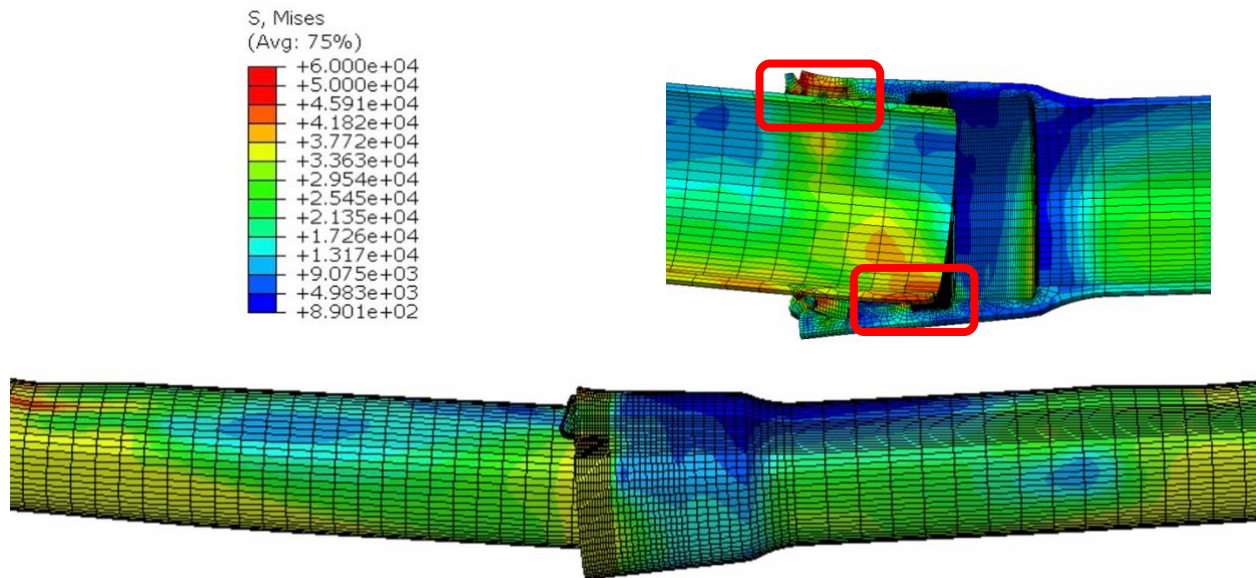 S, Mises
(Avg: 75%)
+6.000e+04
+5.000e+04
+4.591e+04
+4.182e+04
+3.772e+04
+3.363e+04
+2.954e+04
+2.545e+04
+2.135e+04
+1.726e+04
+1.317e+04
+9.075e+03
+4.983e+03
+8.901e+02